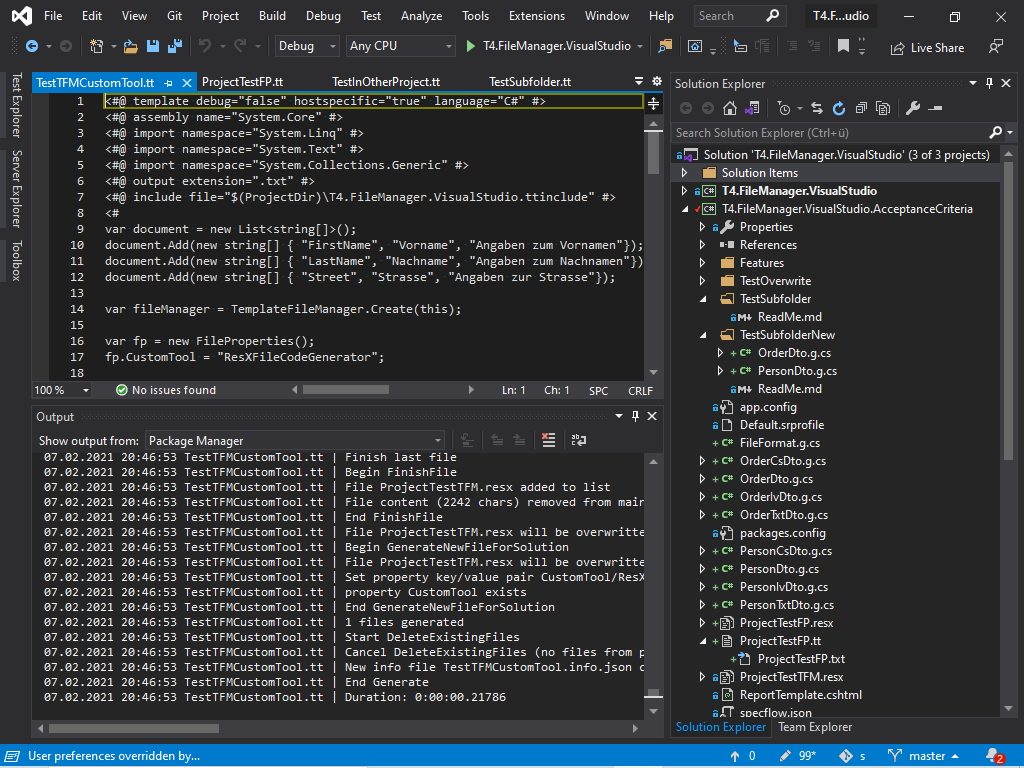 File Edit View Git Project Build Debug Test Analyze Tools Extensions Window Help Search T4.F...udio
Debug Any CPU T4.FileManager.VisualStudio Live Share
Test Explorer
Server Explorer
Toolbox
TestTFMCustomTool.tt ProjectTestFP.tt TestInOtherProject.tt TestSubfolder.tt
1 <#@ template debug="false" hostspecific="true" language="C#" #>
2 <#@ assembly name="System.Core" #>
3 <#@ import namespace="System.Linq" #>
4 <#@ import namespace="System.Text" #>
5 <#@ import namespace="System.Collections.Generic" #>
6 <#@ output extension=".txt" #>
7 <#@ include file="$(ProjectDir)\T4.FileManager.VisualStudio.ttinclude" #>
8 <#
9 var document = new List<string[]>();
10 document.Add(new string[] { "FirstName", "Vorname", "Angaben zum Vornamen"});
11 document.Add(new string[] { "LastName", "Nachname", "Angaben zum Nachnamen"})
12 document.Add(new string[] { "Street", "Strasse", "Angaben zur Strasse"});
13
14 var fileManager = TemplateFileManager.Create(this);
15
16 var fp = new FileProperties();
17 fp.CustomTool = "ResXFileCodeGenerator";
18
100 % No issues found Ln: 1 Ch: 1 SPC CRLF
Output
Show output from: Package Manager
07.02.2021 20:46:53 TestTFMCustomTool.tt | Finish last file
07.02.2021 20:46:53 TestTFMCustomTool.tt | Begin FinishFile
07.02.2021 20:46:53 TestTFMCustomTool.tt | File ProjectTestTFM.resx added to list
07.02.2021 20:46:53 TestTFMCustomTool.tt | File content (2242 chars) removed from main
07.02.2021 20:46:53 TestTFMCustomTool.tt | End FinishFile
07.02.2021 20:46:53 TestTFMCustomTool.tt | File ProjectTestTFM.resx will be overwritte
07.02.2021 20:46:53 TestTFMCustomTool.tt | Begin GenerateNewFileForSolution
07.02.2021 20:46:53 TestTFMCustomTool.tt | File ProjectTestTFM.resx will be overwritte
07.02.2021 20:46:53 TestTFMCustomTool.tt | Set property key/value pair CustomTool/ResX
07.02.2021 20:46:53 TestTFMCustomTool.tt | property CustomTool exists
07.02.2021 20:46:53 TestTFMCustomTool.tt | End GenerateNewFileForSolution
07.02.2021 20:46:53 TestTFMCustomTool.tt | 1 files generated
07.02.2021 20:46:53 TestTFMCustomTool.tt | Start DeleteExistingFiles
07.02.2021 20:46:53 TestTFMCustomTool.tt | Cancel DeleteExistingFiles (no files from p
07.02.2021 20:46:53 TestTFMCustomTool.tt | New info file TestTFMCustomTool.info.json c
07.02.2021 20:46:53 TestTFMCustomTool.tt | End Generate
07.02.2021 20:46:53 TestTFMCustomTool.tt | Duration: 0:00:00.21786
Solution Explorer
Search Solution Explorer (Ctrl+ü)
Solution 'T4.FileManager.VisualStudio' (3 of 3 projects)
Solution Items
T4.FileManager.VisualStudio
T4.FileManager.VisualStudio.AcceptanceCriteria
Properties
References
Features
TestOverwrite
TestSubfolder
ReadMe.md
TestSubfolderNew
OrderDto.g.cs
PersonDto.g.cs
ReadMe.md
app.config
Default.srprofile
FileFormat.g.cs
OrderCsDto.g.cs
OrderDto.g.cs
OrderIvDto.g.cs
OrderTxtDto.g.cs
packages.config
PersonCsDto.g.cs
PersonDto.g.cs
PersonIvDto.g.cs
PersonTxtDto.g.cs
ProjectTestFP.resx
ProjectTestFP.tt
ProjectTestFP.txt
ProjectTestTFM.resx
ReportTemplate.cshtml
specflow.json
Solution Explorer Team Explorer
User preferences overridden by... 0 99* s master 2